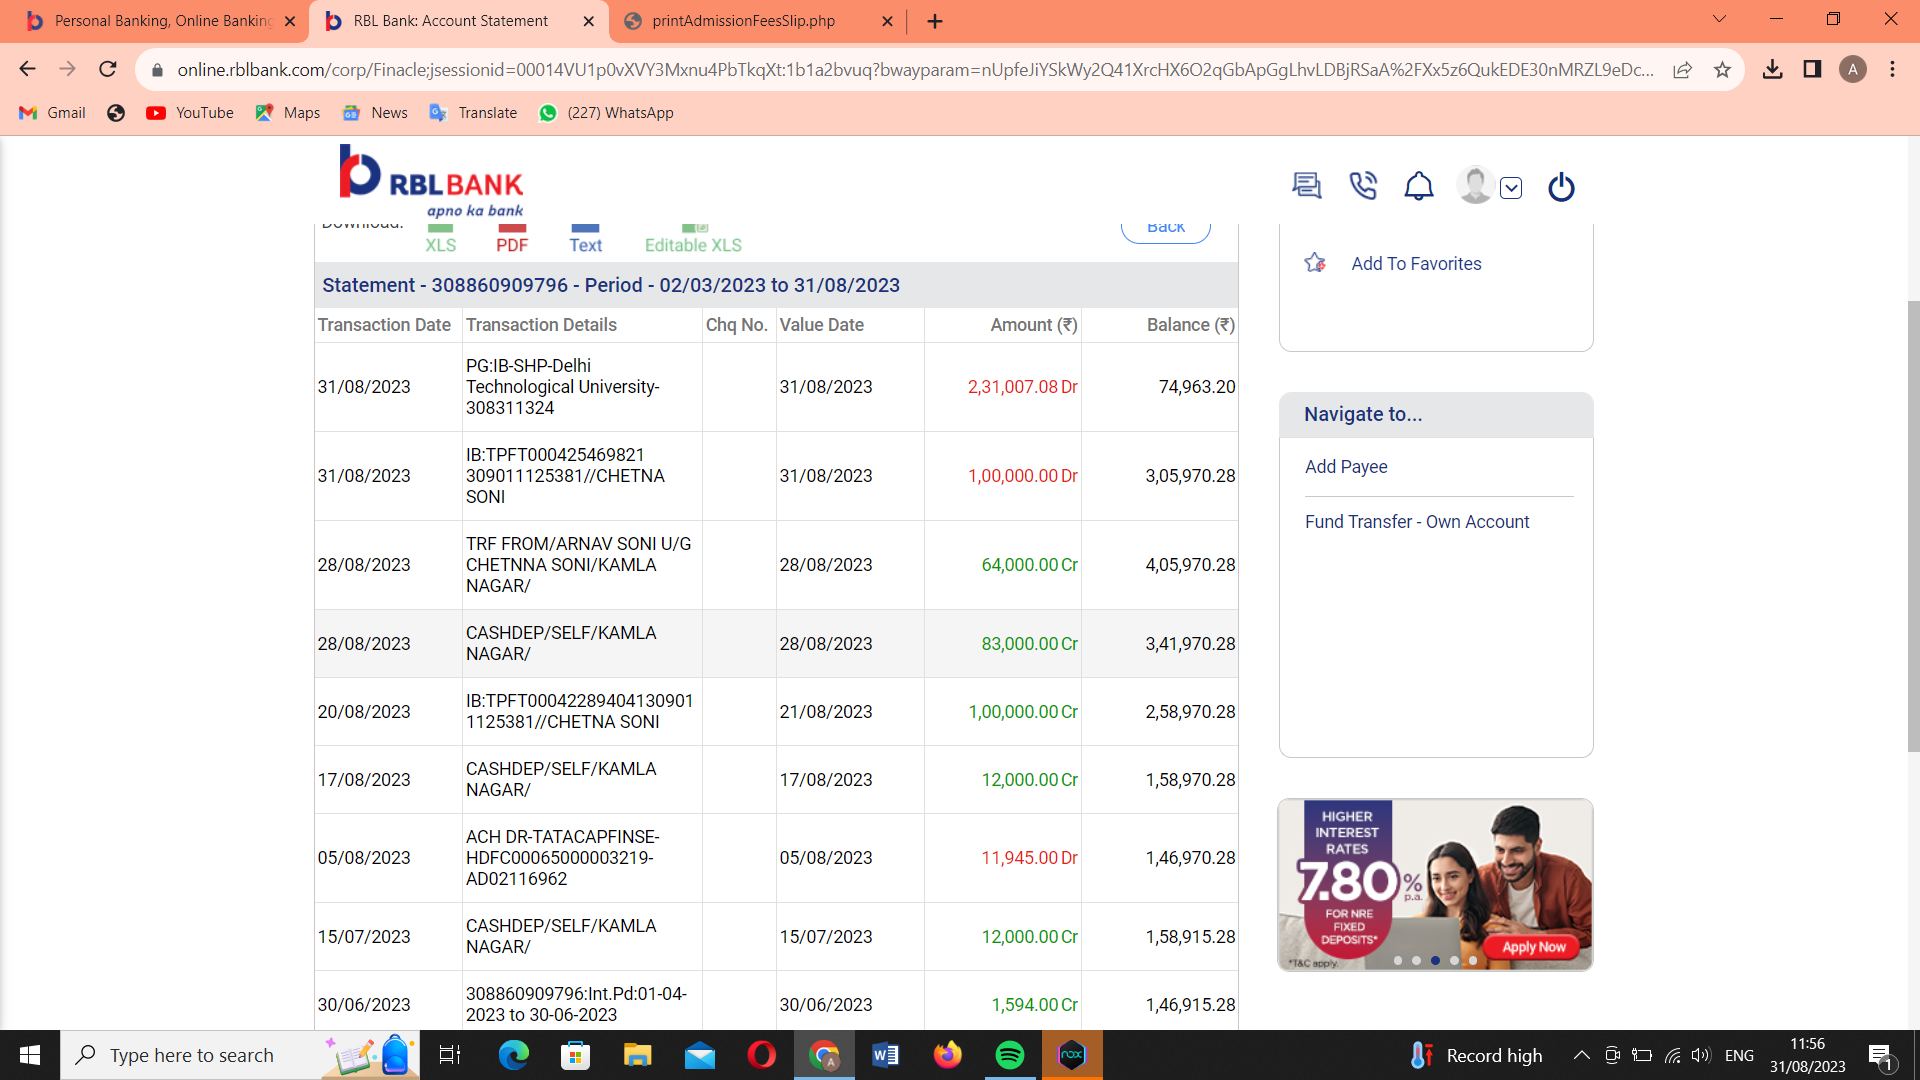 Personal Banking, Online Banking
RBL Bank: Account Statement
printAdmissionFeesSlip.php
online.rblbank.com/corp/Finacle;jsessionid=00014VU1p0vXVY3Mxnu4PbTkqXt:1b1a2bvuq?bwayparam=nUpfeJiYSkWy2Q41XrcHX6O2qGbApGgLhvLDBjRSaA%2FXx5z6QukEDE30nMRZL9eDc...
A
Gmail
YouTube
Maps
News
Translate
(227) WhatsApp
RBLBANK
apno ka bank
Download:
XLS
PDF
Text
Editable XLS
Back
Statement - 308860909796 - Period - 02/03/2023 to 31/08/2023
Transaction Date Transaction Details Chq No. Value Date Amount (₹) Balance (₹)
PG:IB-SHP-Delhi
31/08/2023 Technological University- 31/08/2023 2,31,007.08 Dr 74,963.20
308311324
IB:TPFT000425469821
31/08/2023 309011125381//CHETNA 31/08/2023 1,00,000.00 Dr 3,05,970.28
SONI
TRF FROM/ARNAV SONI U/G
28/08/2023 CHETNNA SONI/KAMLA 28/08/2023 64,000.00 Cr 4,05,970.28
NAGAR/
CASHDEP/SELF/KAMLA
28/08/2023 28/08/2023 83,000.00 Cr 3,41,970.28
NAGAR/
IB:TPFT00042289404130901
20/08/2023 21/08/2023 1,00,000.00 Cr 2,58,970.28
1125381//CHETNA SONI
CASHDEP/SELF/KAMLA
17/08/2023 17/08/2023 12,000.00 Cr 1,58,970.28
NAGAR/
ACH DR-TATACAPFINSE-
05/08/2023 HDFC00065000003219- 05/08/2023 11,945.00 Dr 1,46,970.28
AD02116962
CASHDEP/SELF/KAMLA
15/07/2023 15/07/2023 12,000.00 Cr 1,58,915.28
NAGAR/
308860909796:Int.Pd:01-04-
30/06/2023 30/06/2023 1,594.00 Cr 1,46,915.28
2023 to 30-06-2023
Add To Favorites
Navigate to...
Add Payee
Fund Transfer - Own Account
HIGHER
INTEREST
RATES
7.80% p.a.
FOR NRE
FIXED
DEPOSITS*
Apply Now
*T&C apply.
Type here to search
nox
Record high
ENG
11:56
31/08/2023
1